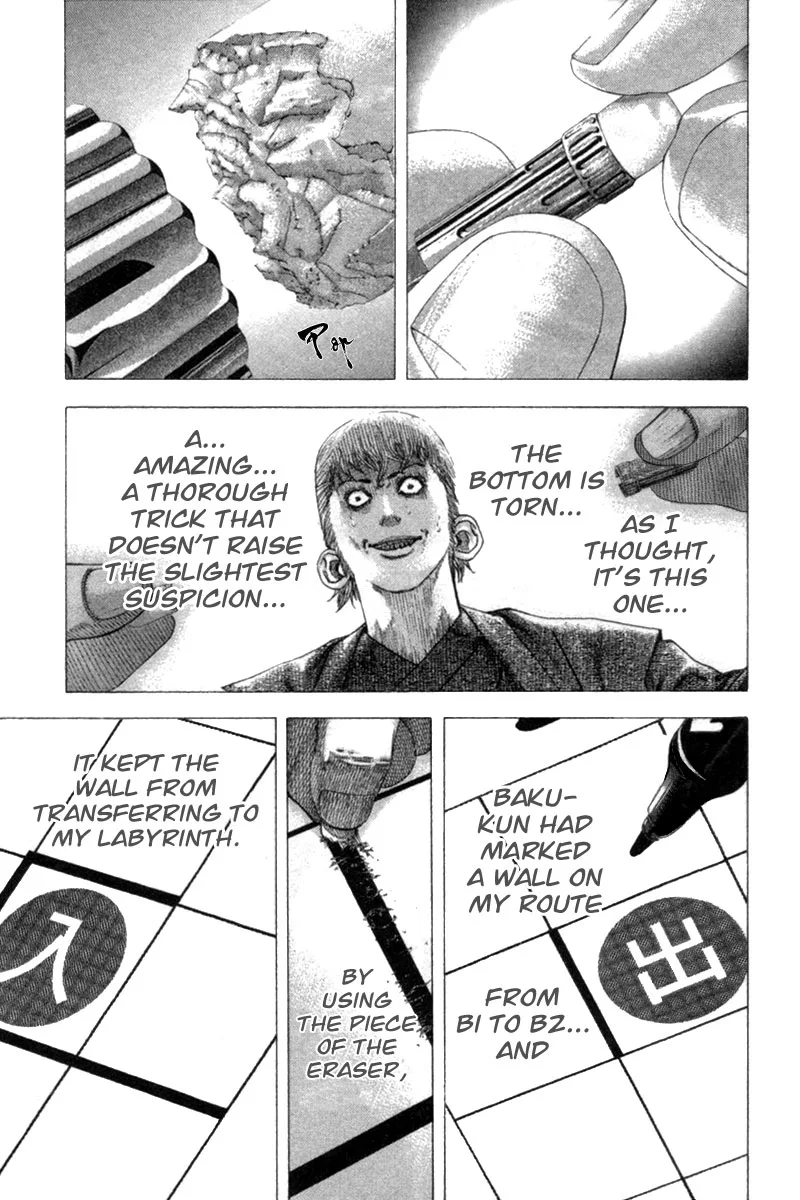 Pop
THE
BOTTOM IS
TORN...
AS I
THOUGHT,
IT'S THIS
ONE...
A...
AMAZING...
A THOROUGH
TRICK THAT
DOESN'T RAISE
THE SLIGHTEST
SUSPICION...
BAKU-
KUN HAD
MARKED
A WALL ON
MY ROUTE
FROM
B1 TO B2...
AND
出
BY
USING
THE PIECE
OF THE
ERASER,
IT KEPT THE
WALL FROM
TRANSFERRING TO
MY LABYRINTH.
入